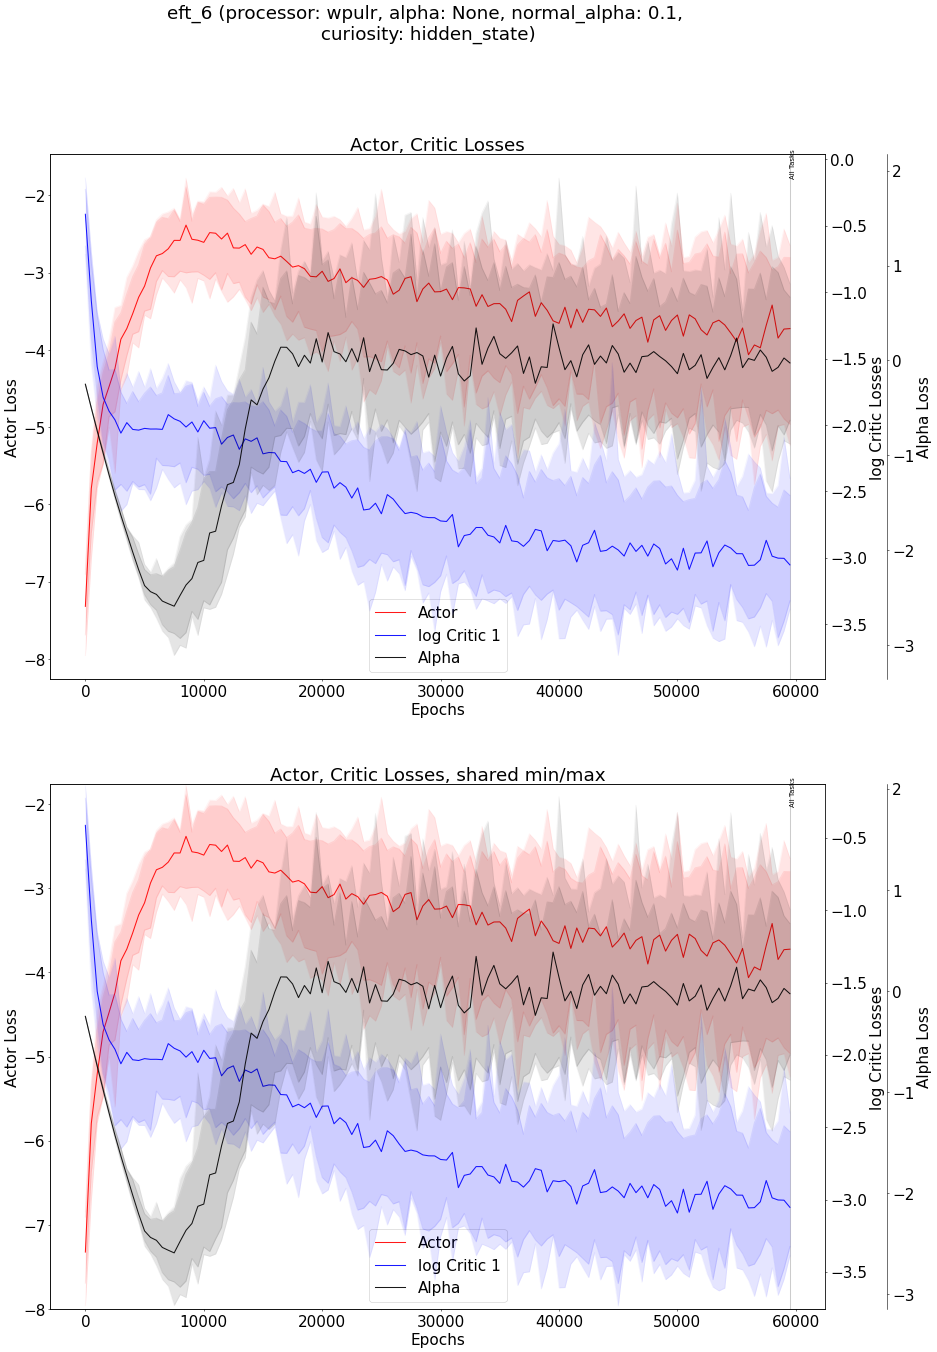 eft_6 (processor: wpulr, alpha: None, normal_alpha: 0.1,
curiosity: hidden_state)
Actor, Critic Losses
All Tasks
−2
−3
−4
−5
−6
−7
−8
Actor Loss
0.0
−0.5
−1.0
−1.5
−2.0
−2.5
−3.0
−3.5
log Critic Losses
2
1
0
−1
−2
−3
Alpha Loss
Actor
log Critic 1
Alpha
0 10000 20000 30000 40000 50000 60000
Epochs
Actor, Critic Losses, shared min/max
All Tasks
−2
−3
−4
−5
−6
−7
−8
Actor Loss
−0.5
−1.0
−1.5
−2.0
−2.5
−3.0
−3.5
log Critic Losses
2
1
0
−1
−2
−3
Alpha Loss
Actor
log Critic 1
Alpha
0 10000 20000 30000 40000 50000 60000
Epochs